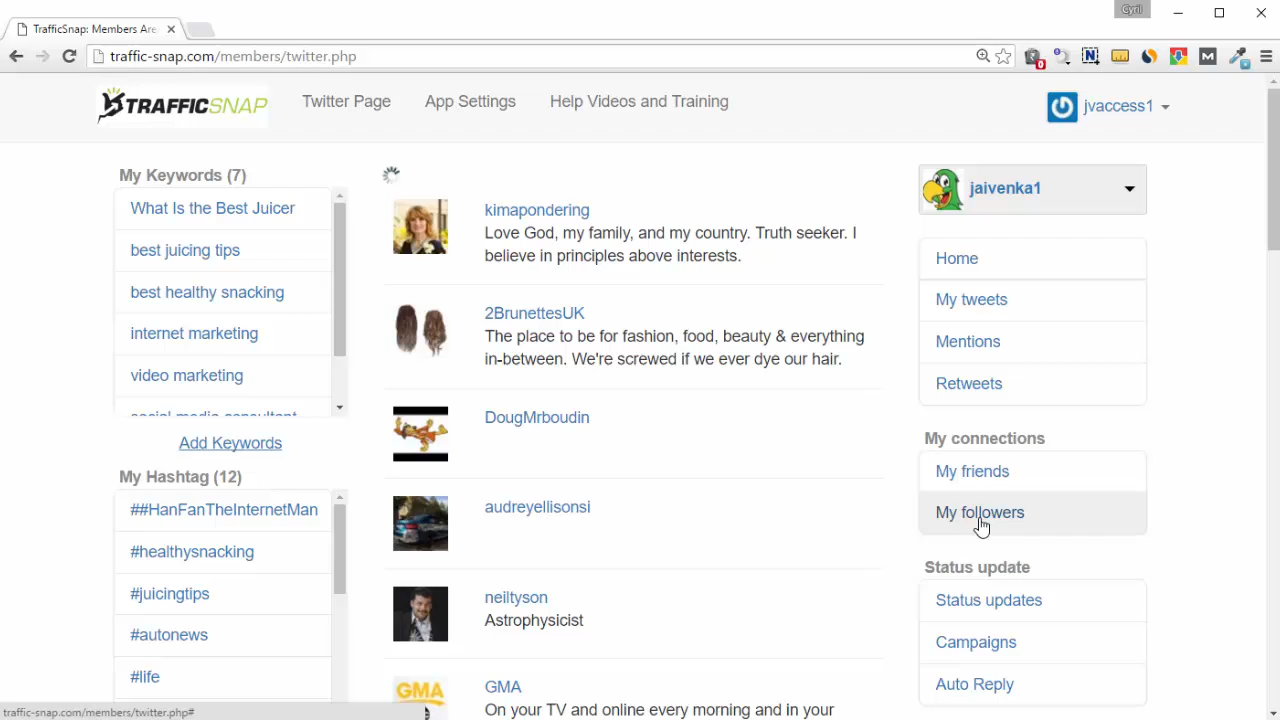 Cyril
TrafficSnap: Members Are
traffic-snap.com/members/twitter.php
0
N
M
TRAFFICSNAP
Twitter Page
App Settings
Help Videos and Training
jvaccess1
My Keywords (7)
What Is the Best Juicer
best juicing tips
best healthy snacking
internet marketing
video marketing
social media consultant
Add Keywords
My Hashtag (12)
##HanFanTheInternetMan
#healthysnacking
#juicingtips
#autonews
#life
kimapondering
Love God, my family, and my country. Truth seeker. I
believe in principles above interests.
2BrunettesUK
The place to be for fashion, food, beauty & everything
in-between. We're screwed if we ever dye our hair.
DougMrboudin
audreyellisonsi
neiltyson
Astrophysicist
GMA
GMA
On your TV and online every morning and in your
jaivenka1
Home
My tweets
Mentions
Retweets
My connections
My friends
My followers
Status update
Status updates
Campaigns
Auto Reply
traffic-snap.com/members/twitter.php#